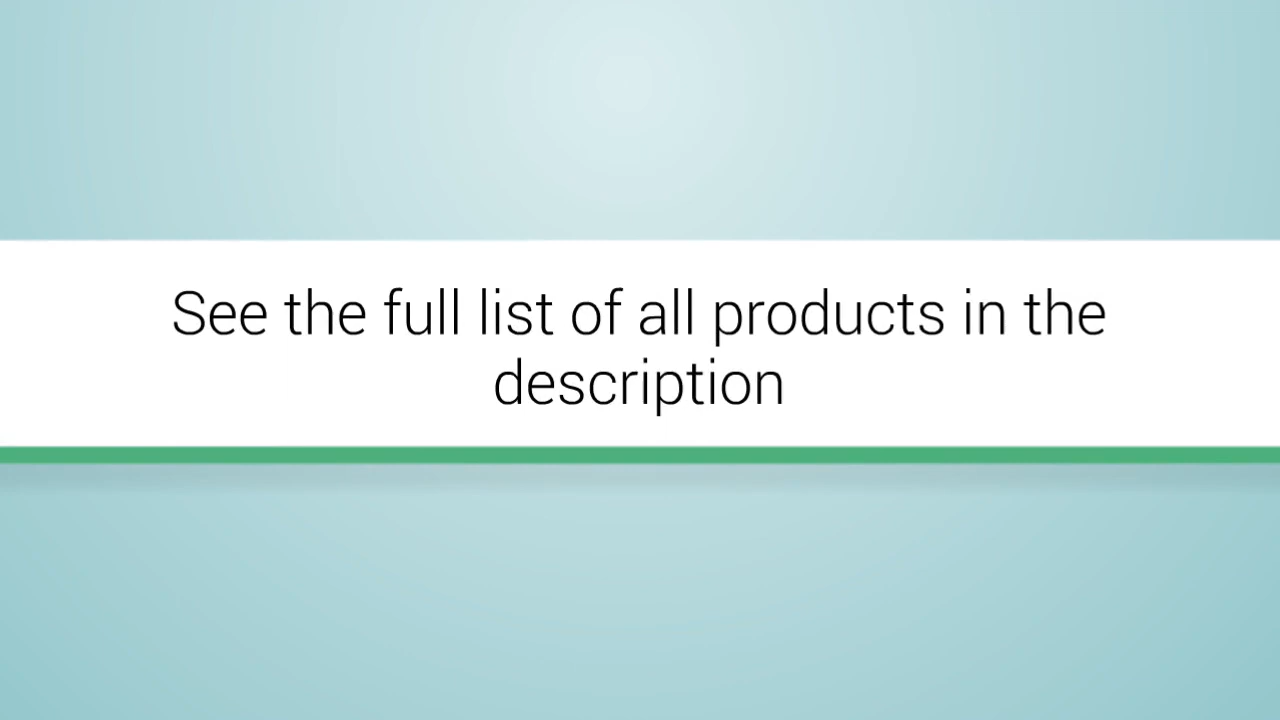 See the full list of all products in the
description